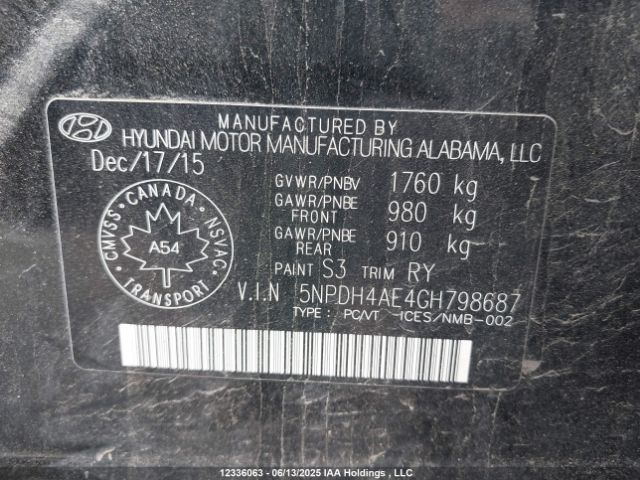 MANUFACTURED BY
HYUNDAI MOTOR MANUFACTURING ALABAMA, LLC
Dec/17/15
GVWR/PNBV 1760 kg
GAWR/PNBE FRONT 980 kg
GAWR/PNBE REAR 910 kg
PAINT S3 TRIM RY
CANADA
CMVSS NSVAC
A54
TRANSPORT
V.I.N 5NPDH4AE4GH798687
TYPE : PC/VT ICES/NMB-002
12336063 - 06/13/2025 IAA Holdings , LLC